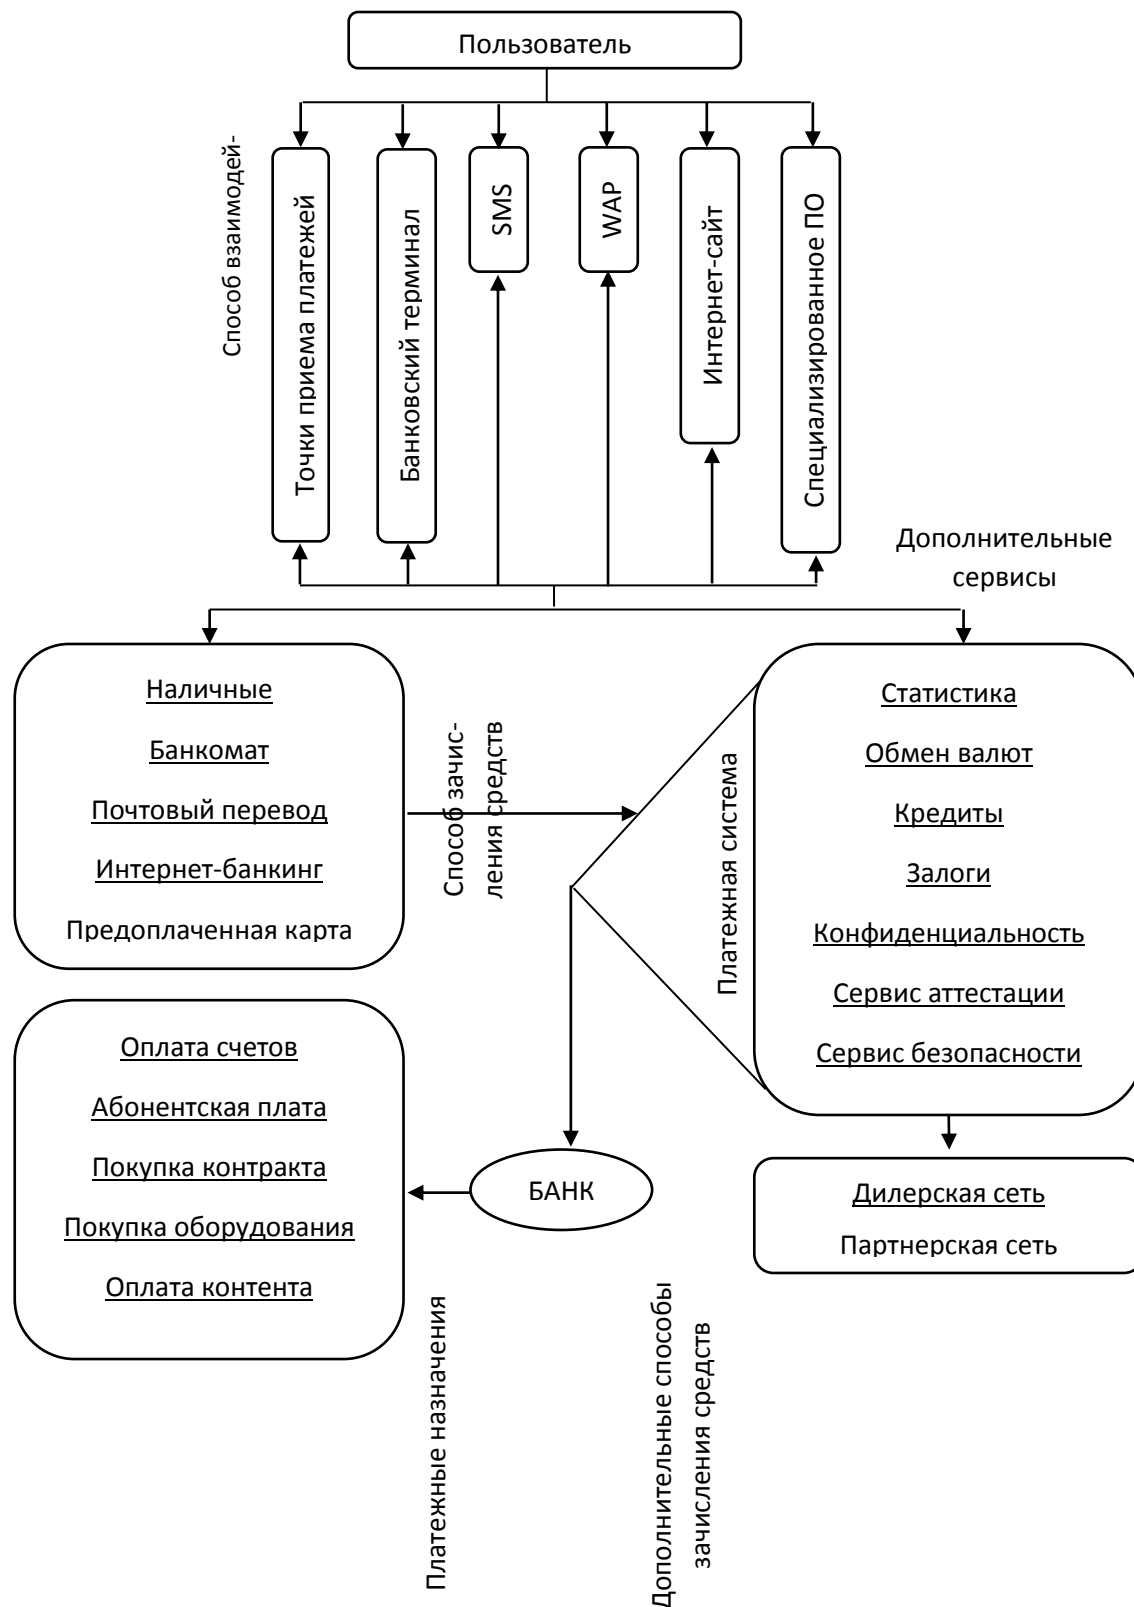 Пользователь
Способ взаимодей-
Точки приема платежей
Банковский терминал
SMS
WAP
Интернет-сайт
Специализированное ПО
Дополнительные
сервисы
Наличные
Банкомат
Почтовый перевод
Интернет-банкинг
Предоплаченная карта
Способ зачис-
ления средств
Платежная система
Статистика
Обмен валют
Кредиты
Залоги
Конфиденциальность
Сервис аттестации
Сервис безопасности
Оплата счетов
Абонентская плата
Покупка контракта
Покупка оборудования
Оплата контента
БАНК
Дилерская сеть
Партнерская сеть
Платежные назначения
Дополнительные способы
зачисления средств